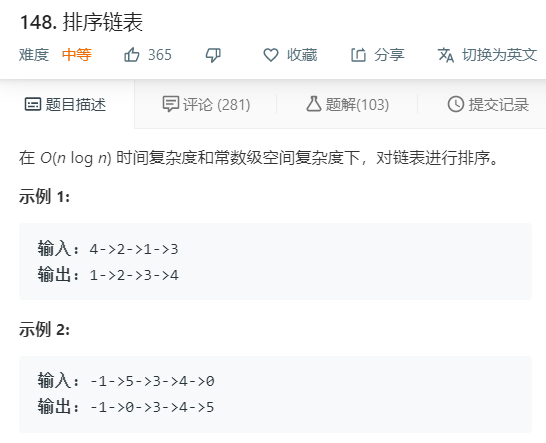 148. 排序链表
难度 中等 365 收藏 分享 切换为英文
题目描述 评论 (281) 题解(103) 提交记录
在 O(n log n) 时间复杂度和常数级空间复杂度下，对链表进行排序。
示例 1:
输入: 4->2->1->3
输出: 1->2->3->4
示例 2:
输入: -1->5->3->4->0
输出: -1->0->3->4->5